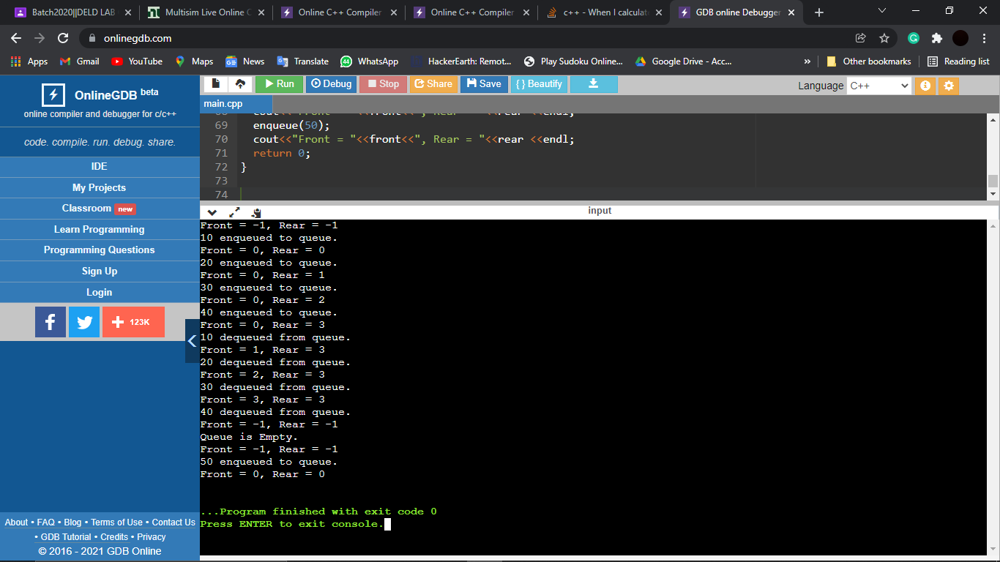 Batch2020||DELD LAB
Multisim Live Online C
Online C++ Compiler
Online C++ Compiler
c++ - When I calculat
GDB online Debugger
onlinegdb.com
Apps
Gmail
YouTube
Maps
News
Translate
44
WhatsApp
HackerEarth: Remot...
Play Sudoku Online...
Google Drive - Acc...
»
Other bookmarks
Reading list
OnlineGDB beta
online compiler and debugger for c/c++
code. compile. run. debug. share.
IDE
My Projects
Classroom new
Learn Programming
Programming Questions
Sign Up
Login
123K
About • FAQ • Blog • Terms of Use • Contact Us
• GDB Tutorial • Credits • Privacy
© 2016 - 2021 GDB Online
Run
Debug
Stop
Share
Save
{ } Beautify
Language C++
main.cpp
68 cout<<"Front = "<<front<<", Rear = "<<rear <<endl;
69 enqueue(50);
70 cout<<"Front = "<<front<<", Rear = "<<rear <<endl;
71 return 0;
72 }
73
74
input
Front = -1, Rear = -1
10 enqueued to queue.
Front = 0, Rear = 0
20 enqueued to queue.
Front = 0, Rear = 1
30 enqueued to queue.
Front = 0, Rear = 2
40 enqueued to queue.
Front = 0, Rear = 3
10 dequeued from queue.
Front = 1, Rear = 3
20 dequeued from queue.
Front = 2, Rear = 3
30 dequeued from queue.
Front = 3, Rear = 3
40 dequeued from queue.
Front = -1, Rear = -1
Queue is Empty.
Front = -1, Rear = -1
50 enqueued to queue.
Front = 0, Rear = 0
...Program finished with exit code 0
Press ENTER to exit console.